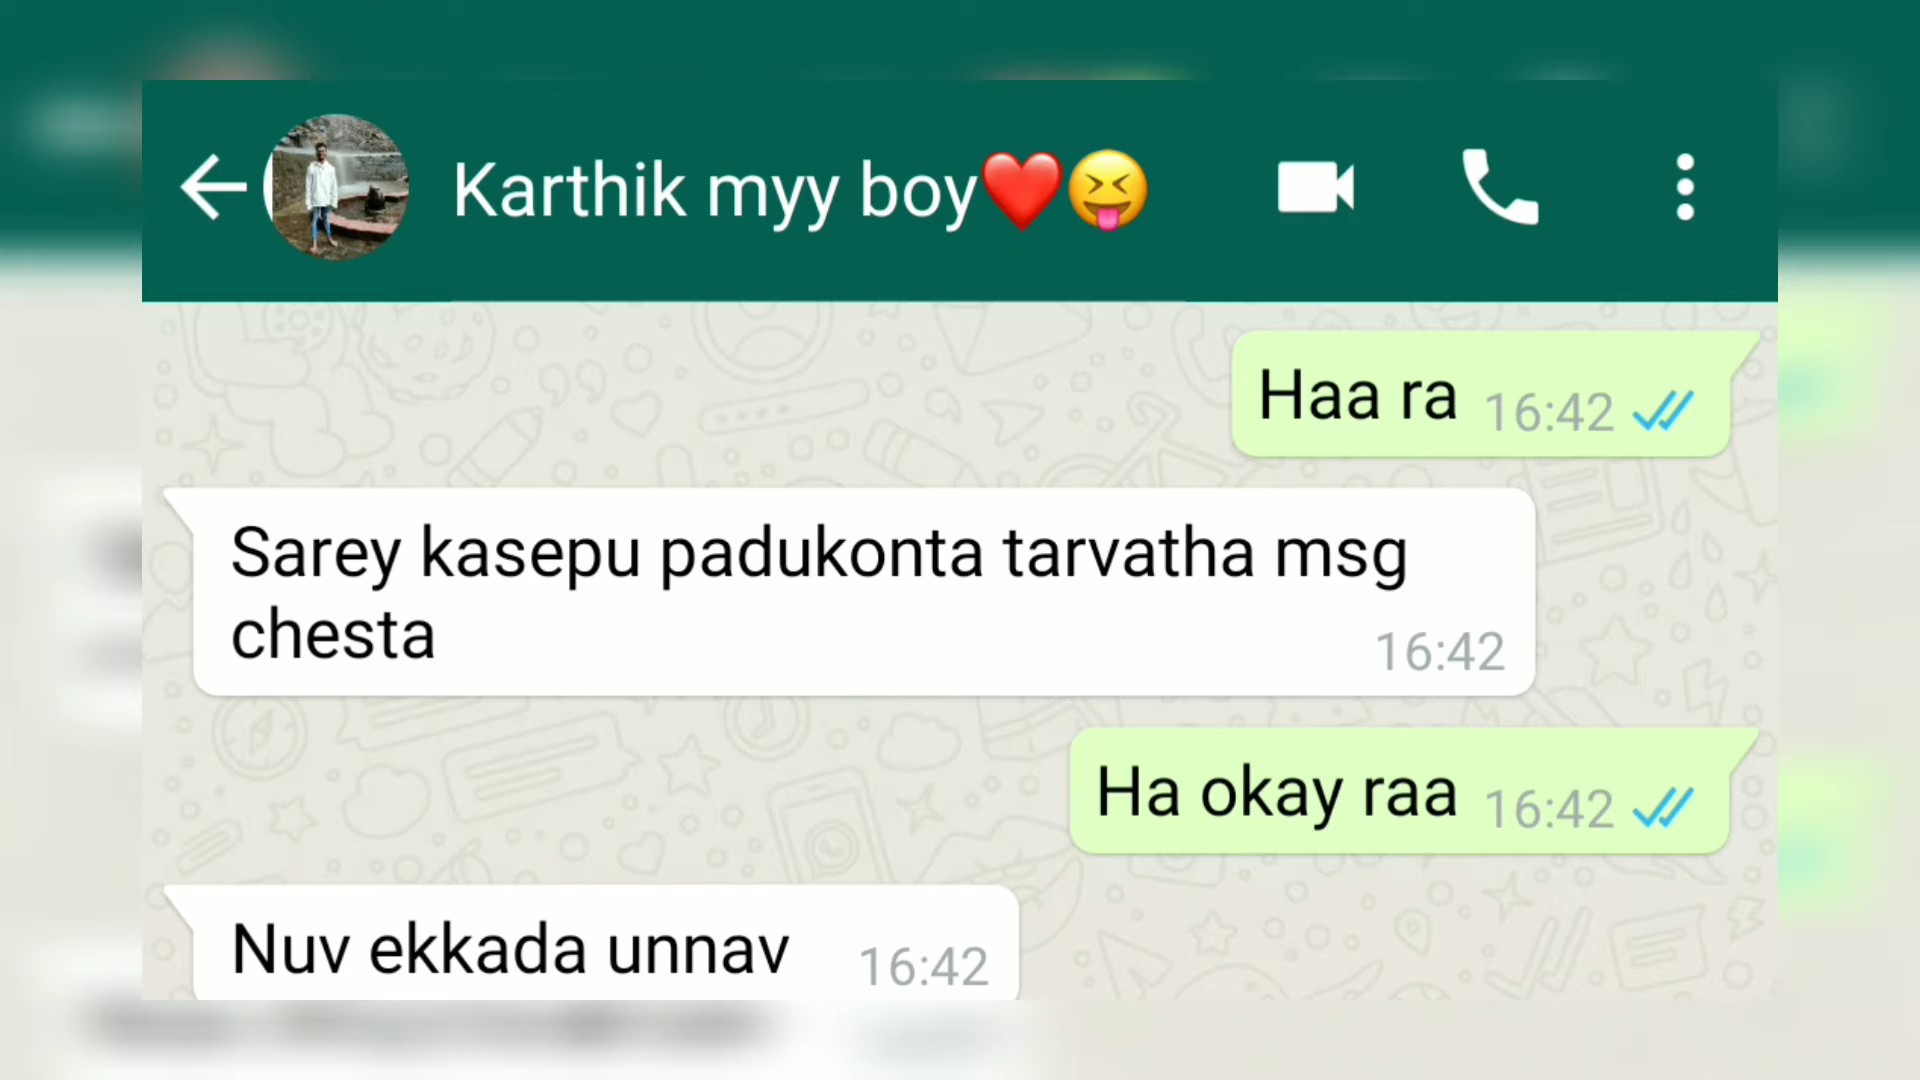 Karthik myy boy❤️😝
Haa ra 16:42
Sarey kasepu padukonta tarvatha msg
chesta 16:42
Ha okay raa 16:42
Nuv ekkada unnav 16:42